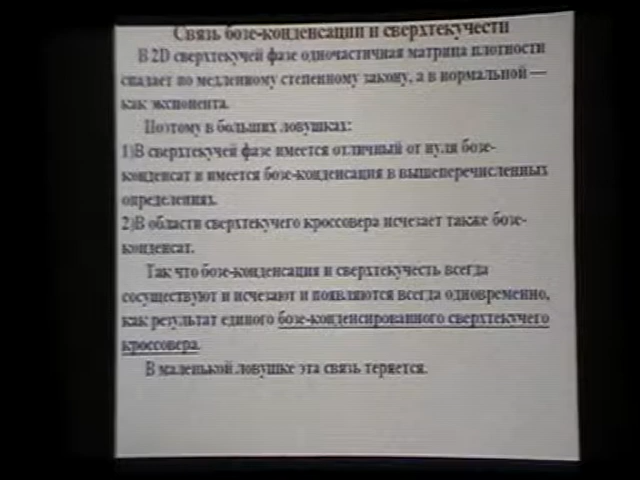 Связь бозе-конденсации и сверхтекучести
В 2D сверхтекучей фазе одночастичная матрица плотности
спадает по медленному степенному закону, а в нормальной —
как экспонента.
Поэтому в больших ловушках:
1)В сверхтекучей фазе имеется отличный от нуля бозе-
конденсат и имеется бозе-конденсация в вышеперечисленных
определениях.
2)В области сверхтекучего кроссовера исчезает также бозе-
конденсат.
Так что бозе-конденсация и сверхтекучесть всегда
сосуществуют и исчезают и появляются всегда одновременно,
как результат единого бозе-конденсированного сверхтекучего
кроссовера.
В маленькой ловушке эта связь теряется.